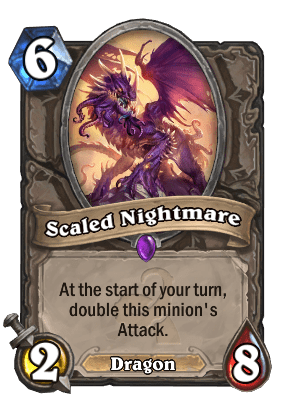 6
Scaled Nightmare
At the start of your turn,
double this minion's
Attack.
Dragon
2
8